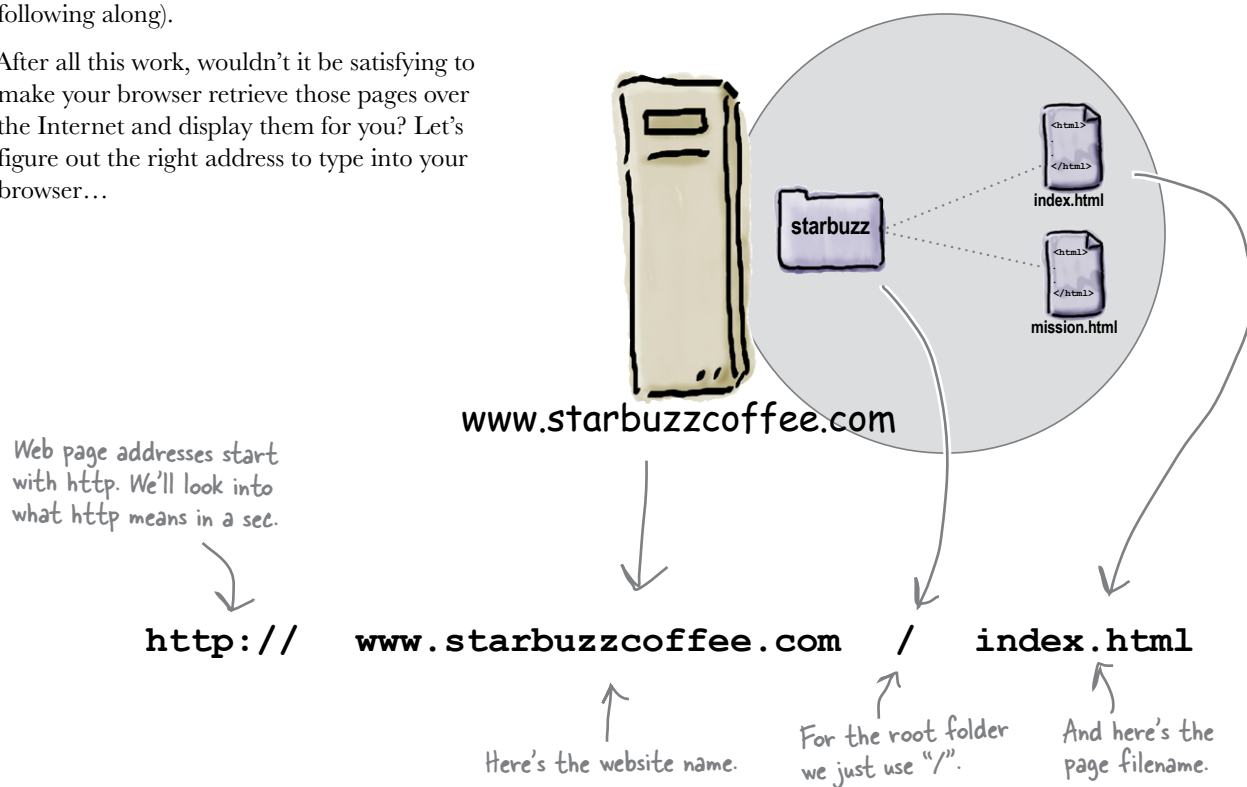 following along).
After all this work, wouldn’t it be satisfying to
make your browser retrieve those pages over
the Internet and display them for you? Let’s
figure out the right address to type into your
browser…
starbuzz
<html>
.
.
</html>
index.html
<html>
.
.
</html>
mission.html
www.starbuzzcoffee.com
Web page addresses start
with http. We’ll look into
what http means in a sec.
http:// www.starbuzzcoffee.com / index.html
Here’s the website name.
For the root folder
we just use “/”.
And here’s the
page filename.